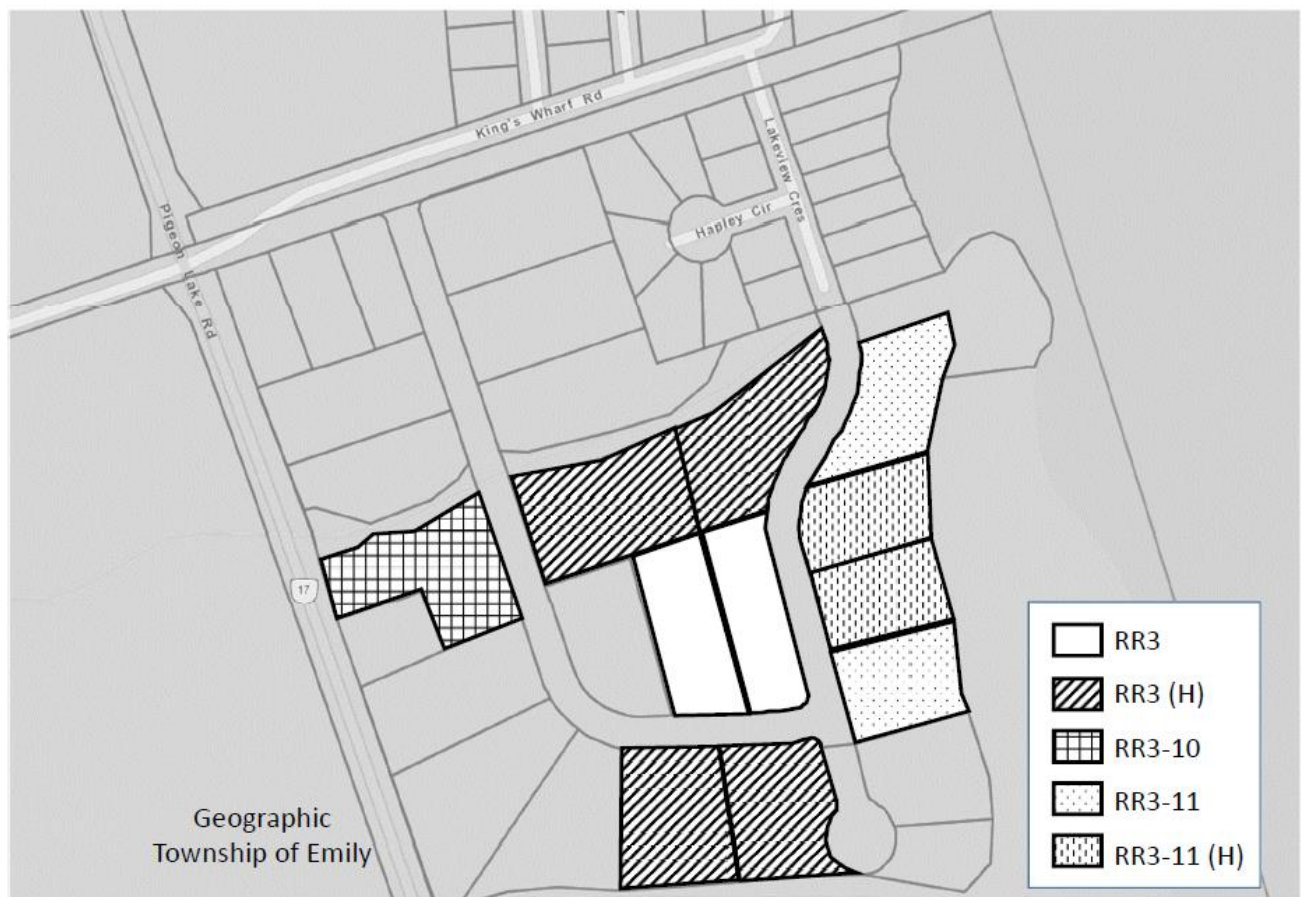 King's Wharf Rd
Lakeview Cres
Hapley Cir
Pigeon Lake Rd
17
RR3
RR3 (H)
RR3-10
RR3-11
RR3-11 (H)
Geographic
Township of Emily